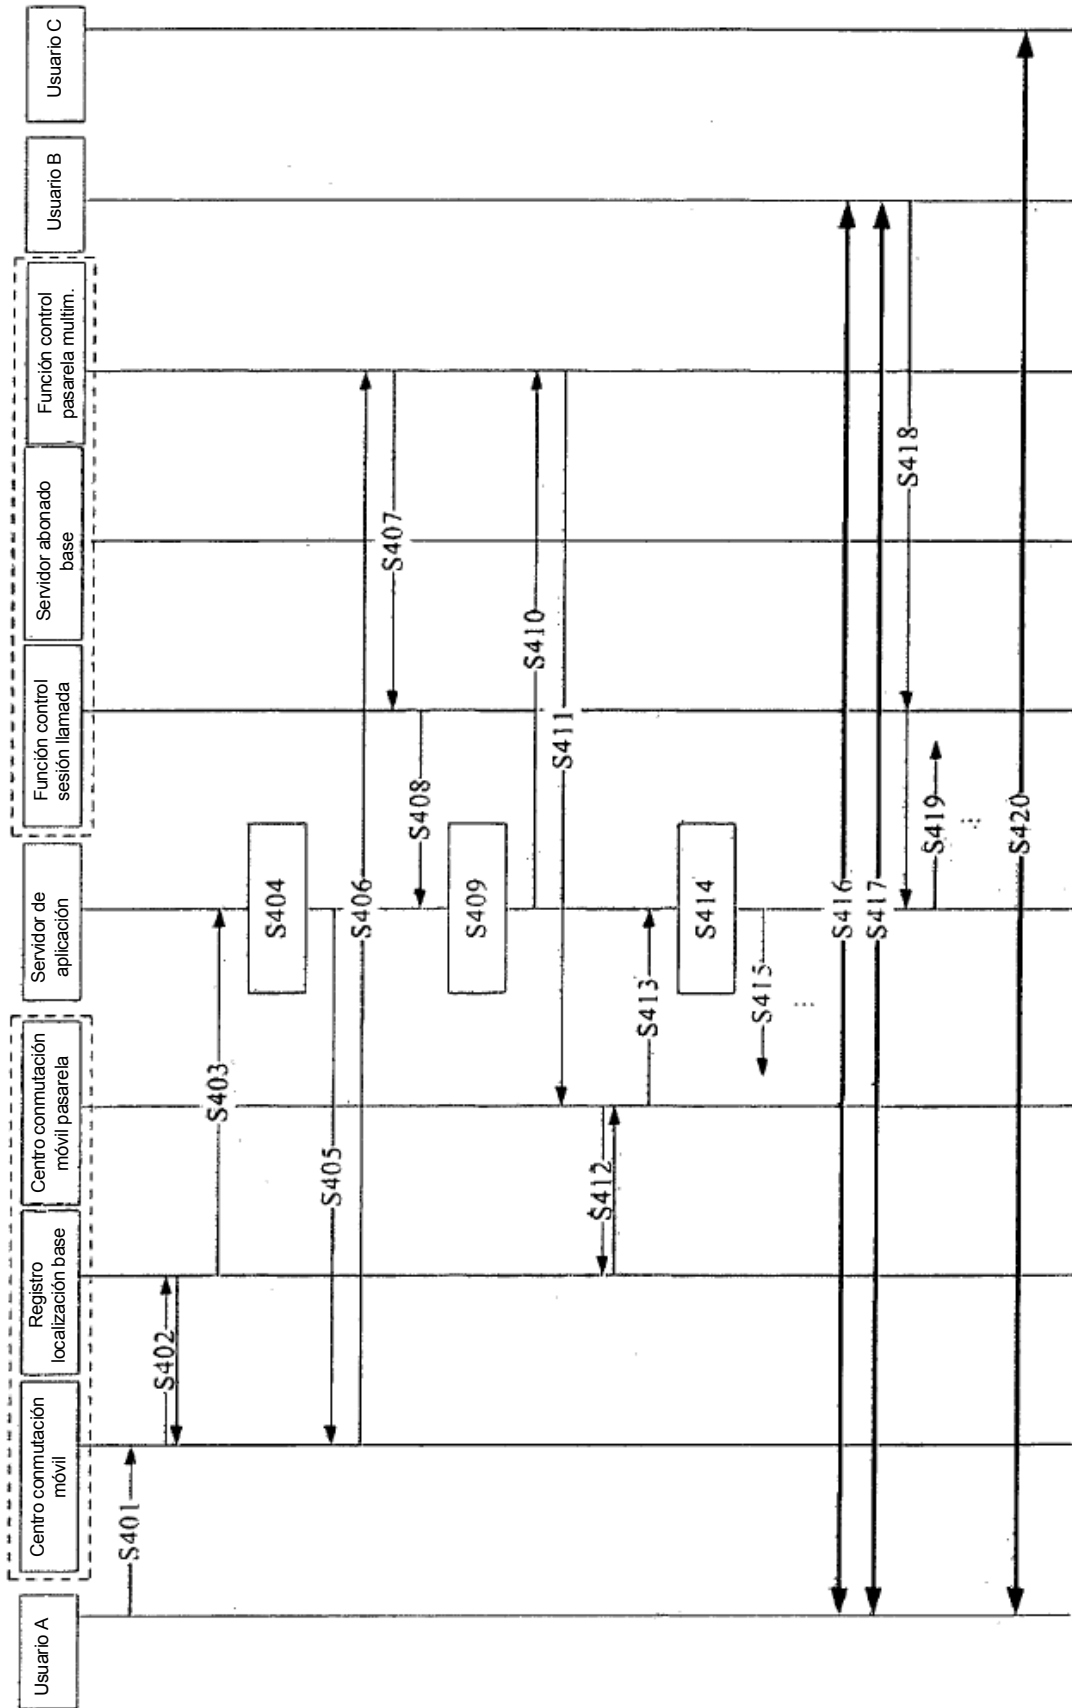 Usuario A
Centro conmutación
móvil
Registro
localización base
Centro conmutación
móvil pasarela
Servidor de
aplicación
Función control
sesión llamada
Servidor abonado
base
Función control
pasarela multim.
Usuario B
Usuario C
S401
S402
S403
S404
S405
S406
S407
S408
S409
S410
S411
S412
S413
S414
S415
S416
S417
S418
S419
S420